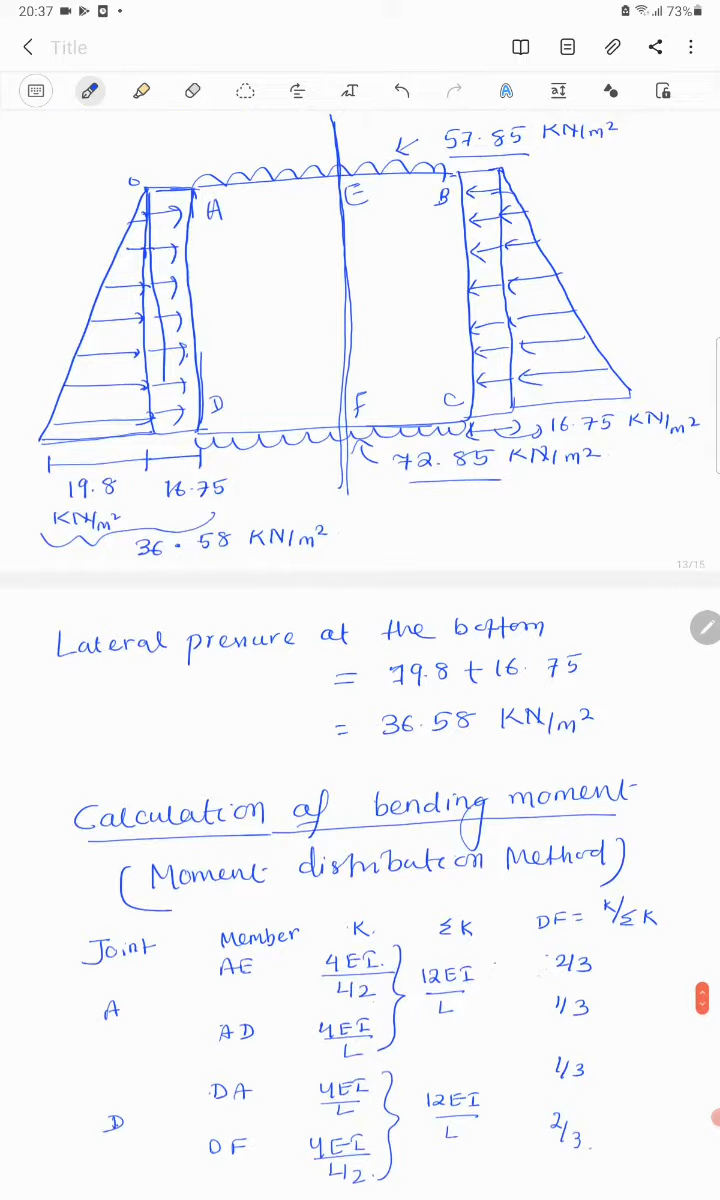 20:37 73%
Title
57.85 KN/m²
A E B
D F C
16.75 KN/m²
72.85 KN/m²
19.8 16.75
KN/m²
36.58 KN/m²
13/15
Lateral pressure at the bottom
= 19.8 + 16.75
= 36.58 KN/m²
Calculation of bending moment
(Moment distribution Method)
Joint Member K. ΣK DF = K/ΣK
A AE 4EI./L/2 12EI/L 2/3
AD 4EI/L 1/3
D DA 4EI/L 12EI/L 1/3
DF 4EI/L/2. 2/3.